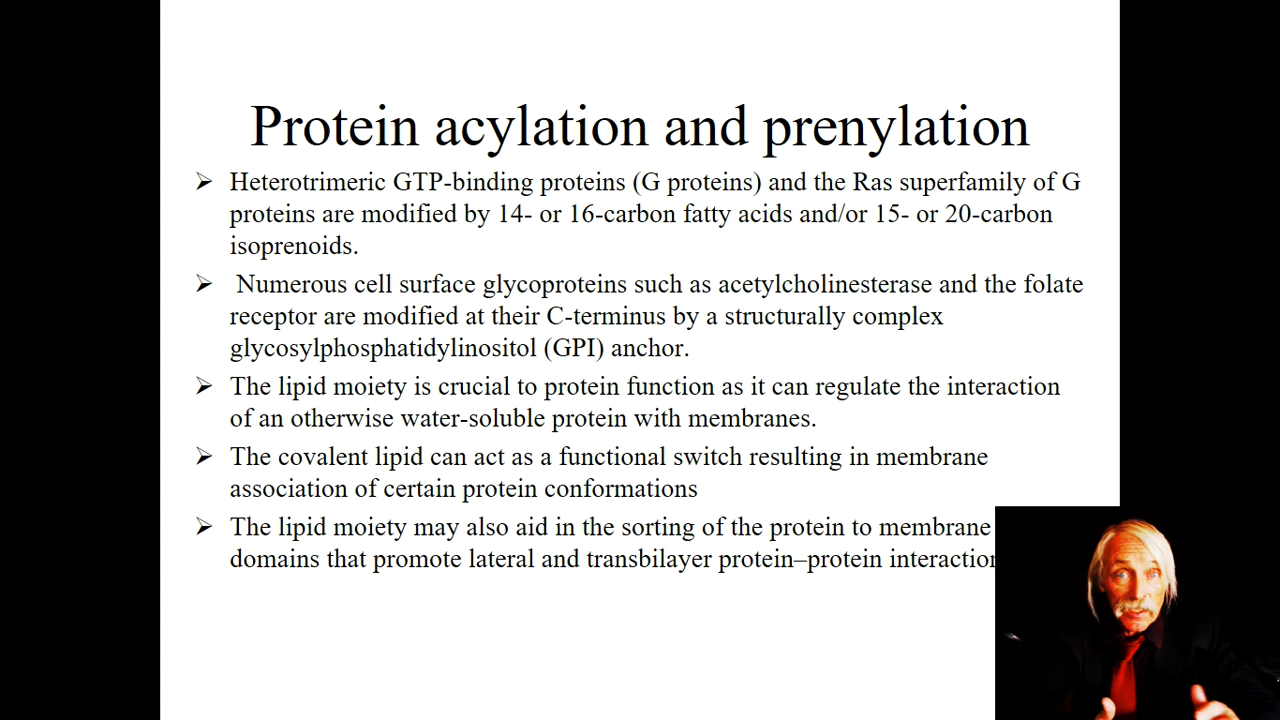 Protein acylation and prenylation
➢ Heterotrimeric GTP-binding proteins (G proteins) and the Ras superfamily of G
proteins are modified by 14- or 16-carbon fatty acids and/or 15- or 20-carbon
isoprenoids.
➢ Numerous cell surface glycoproteins such as acetylcholinesterase and the folate
receptor are modified at their C-terminus by a structurally complex
glycosylphosphatidylinositol (GPI) anchor.
➢ The lipid moiety is crucial to protein function as it can regulate the interaction
of an otherwise water-soluble protein with membranes.
➢ The covalent lipid can act as a functional switch resulting in membrane
association of certain protein conformations
➢ The lipid moiety may also aid in the sorting of the protein to membrane
domains that promote lateral and transbilayer protein–protein interaction